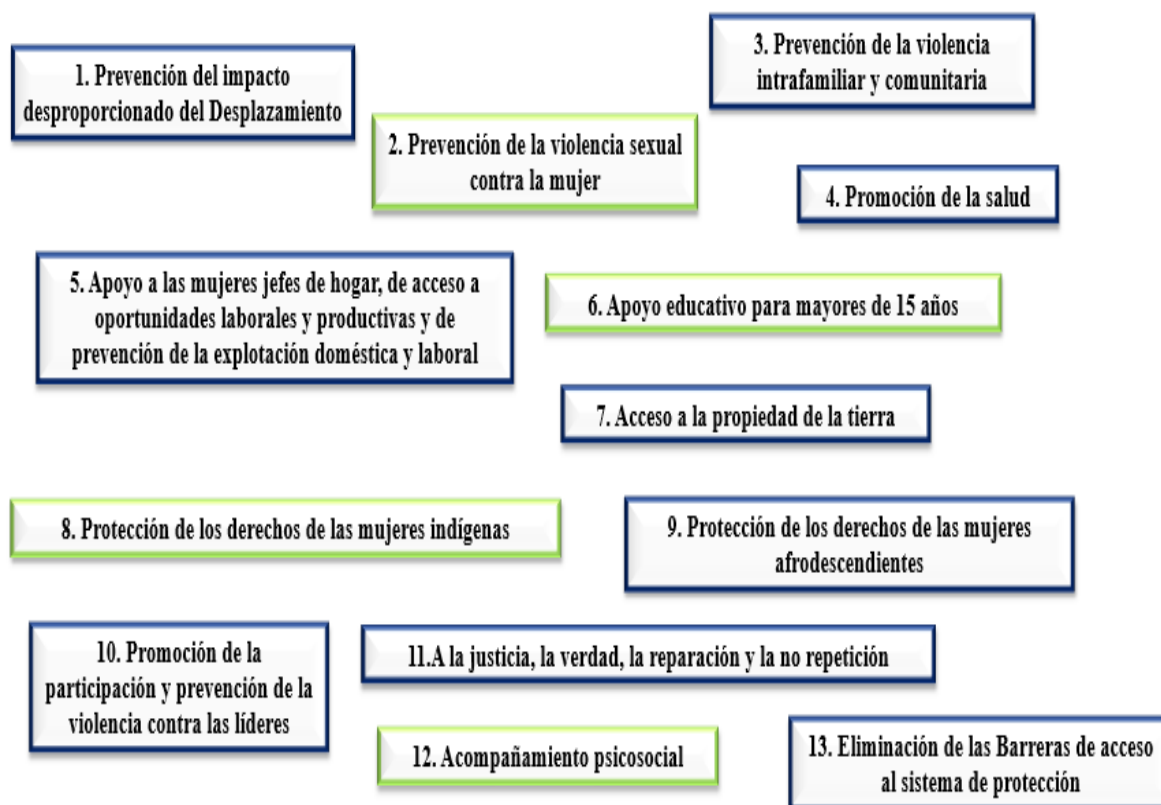 1. Prevención del impacto
desproporcionado del Desplazamiento
2. Prevención de la violencia sexual
contra la mujer
3. Prevención de la violencia
intrafamiliar y comunitaria
4. Promoción de la salud
5. Apoyo a las mujeres jefes de hogar, de acceso a
oportunidades laborales y productivas y de
prevención de la explotación doméstica y laboral
6. Apoyo educativo para mayores de 15 años
7. Acceso a la propiedad de la tierra
8. Protección de los derechos de las mujeres indígenas
9. Protección de los derechos de las mujeres
afrodescendientes
10. Promoción de la
participación y prevención de la
violencia contra las líderes
11.A la justicia, la verdad, la reparación y la no repetición
12. Acompañamiento psicosocial
13. Eliminación de las Barreras de acceso
al sistema de protección